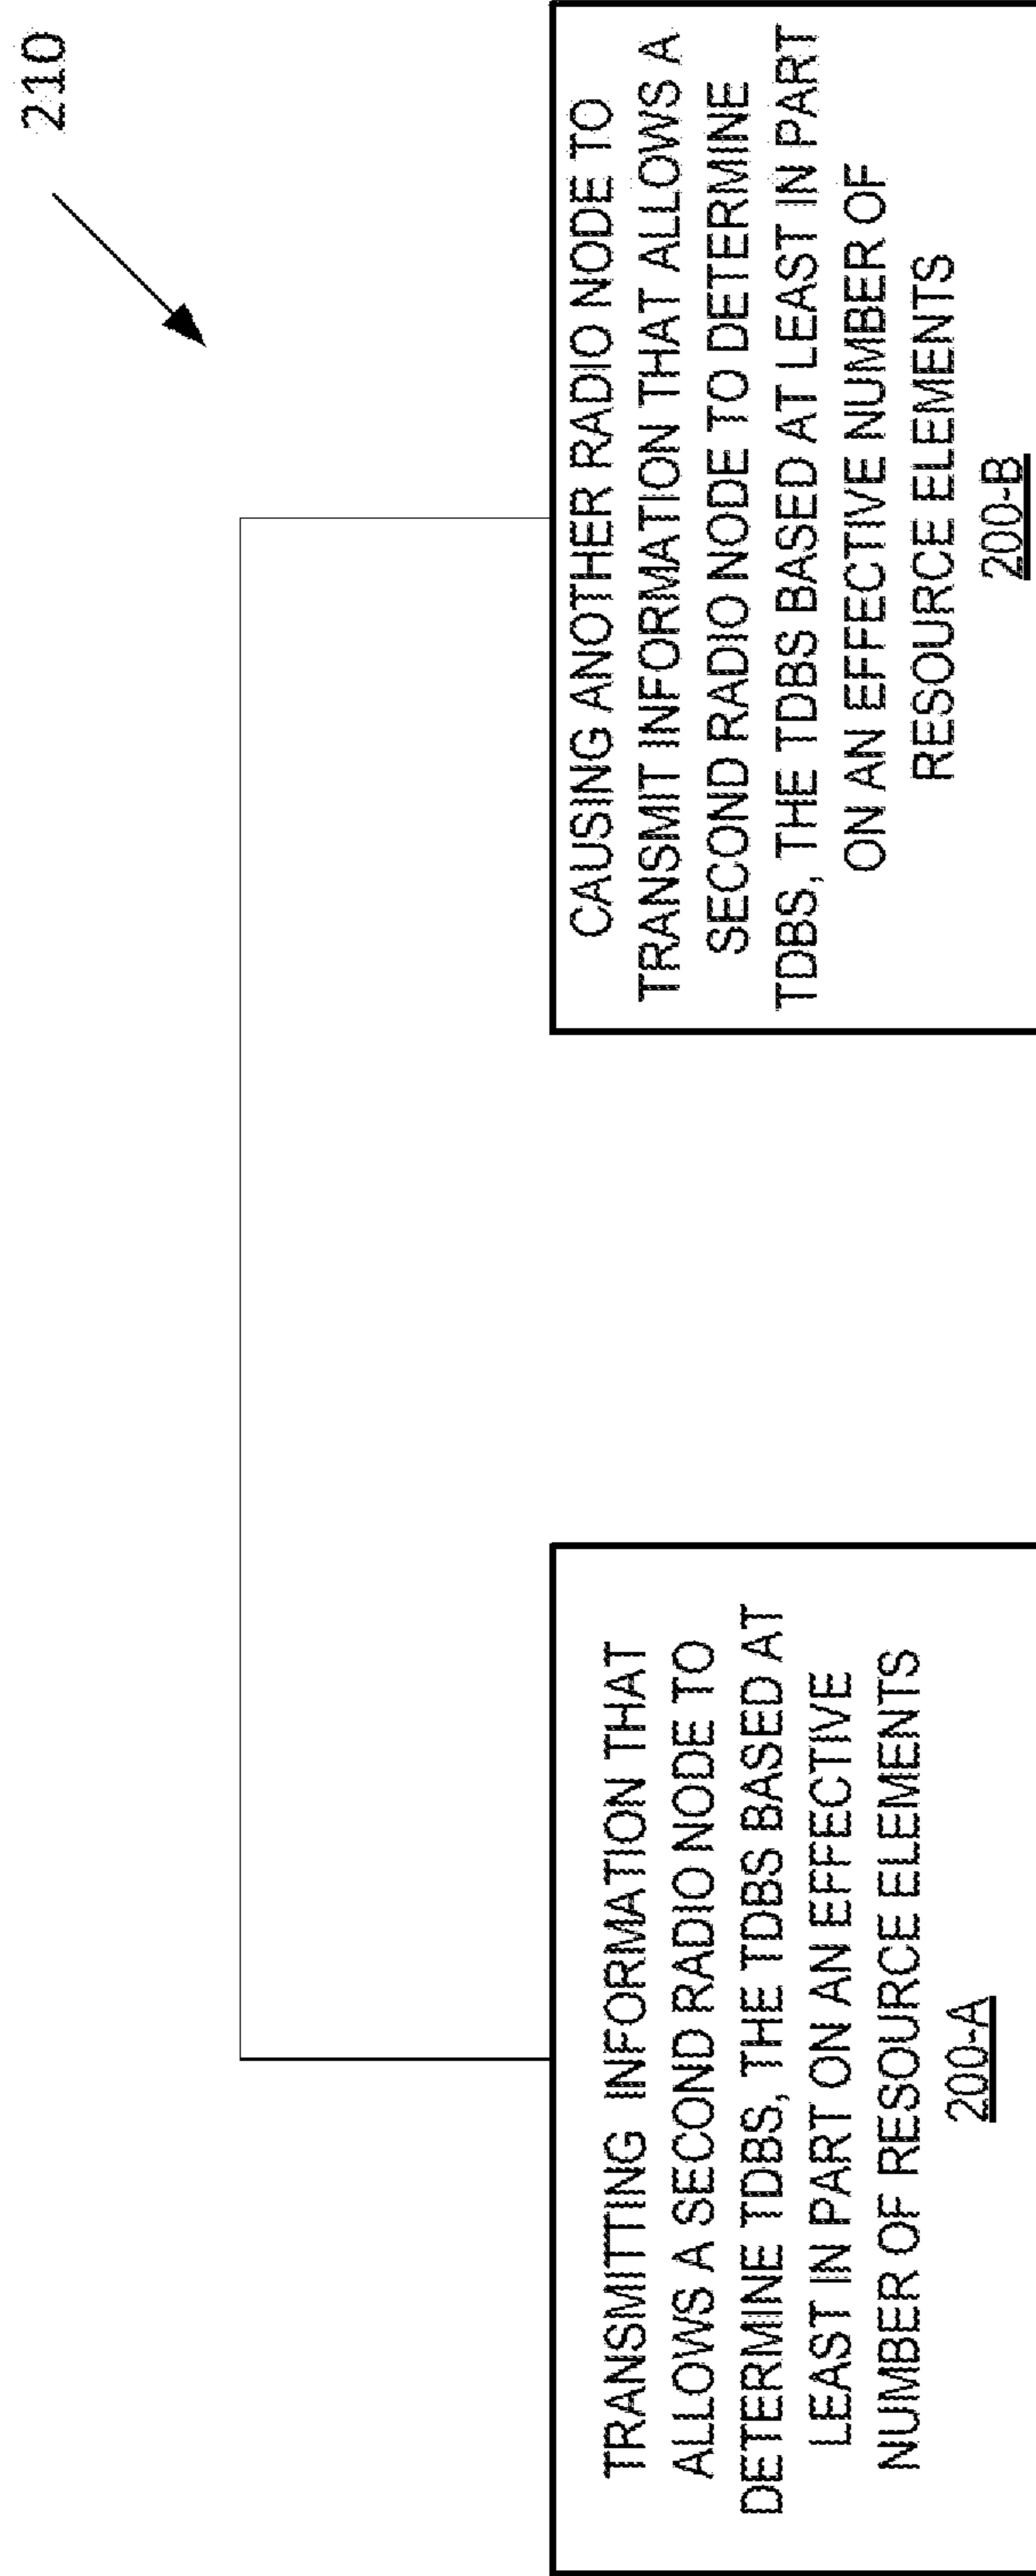 210
TRANSMITTING INFORMATION THAT
ALLOWS A SECOND RADIO NODE TO
DETERMINE TDBS, THE TDBS BASED AT
LEAST IN PART ON AN EFFECTIVE
NUMBER OF RESOURCE ELEMENTS
200-A
CAUSING ANOTHER RADIO NODE TO
TRANSMIT INFORMATION THAT ALLOWS A
SECOND RADIO NODE TO DETERMINE
TDBS, THE TDBS BASED AT LEAST IN PART
ON AN EFFECTIVE NUMBER OF
RESOURCE ELEMENTS
200-B